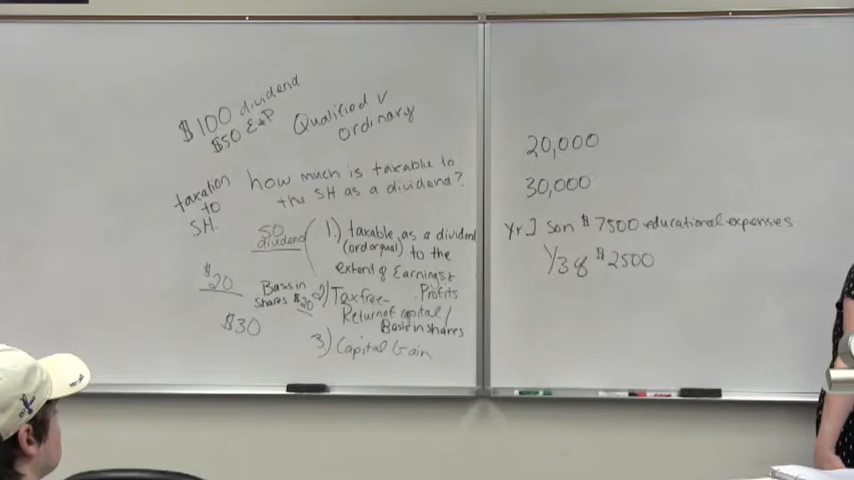 $100 dividend
$50 E&P
Qualified v
ordinary
taxation
to
SH.
how much is taxable to
the SH as a dividend?
50
dividend
1.) taxable as a dividend
(ord or qual) to the
extent of Earnings &
Profits
$20
$30
Basis in
shares $20
2) Tax free
Return of capital/
Basis in shares
3.) Capital Gain
20,000
30,000
Yr. 1 son $7500 educational expenses
1/3 of $2500